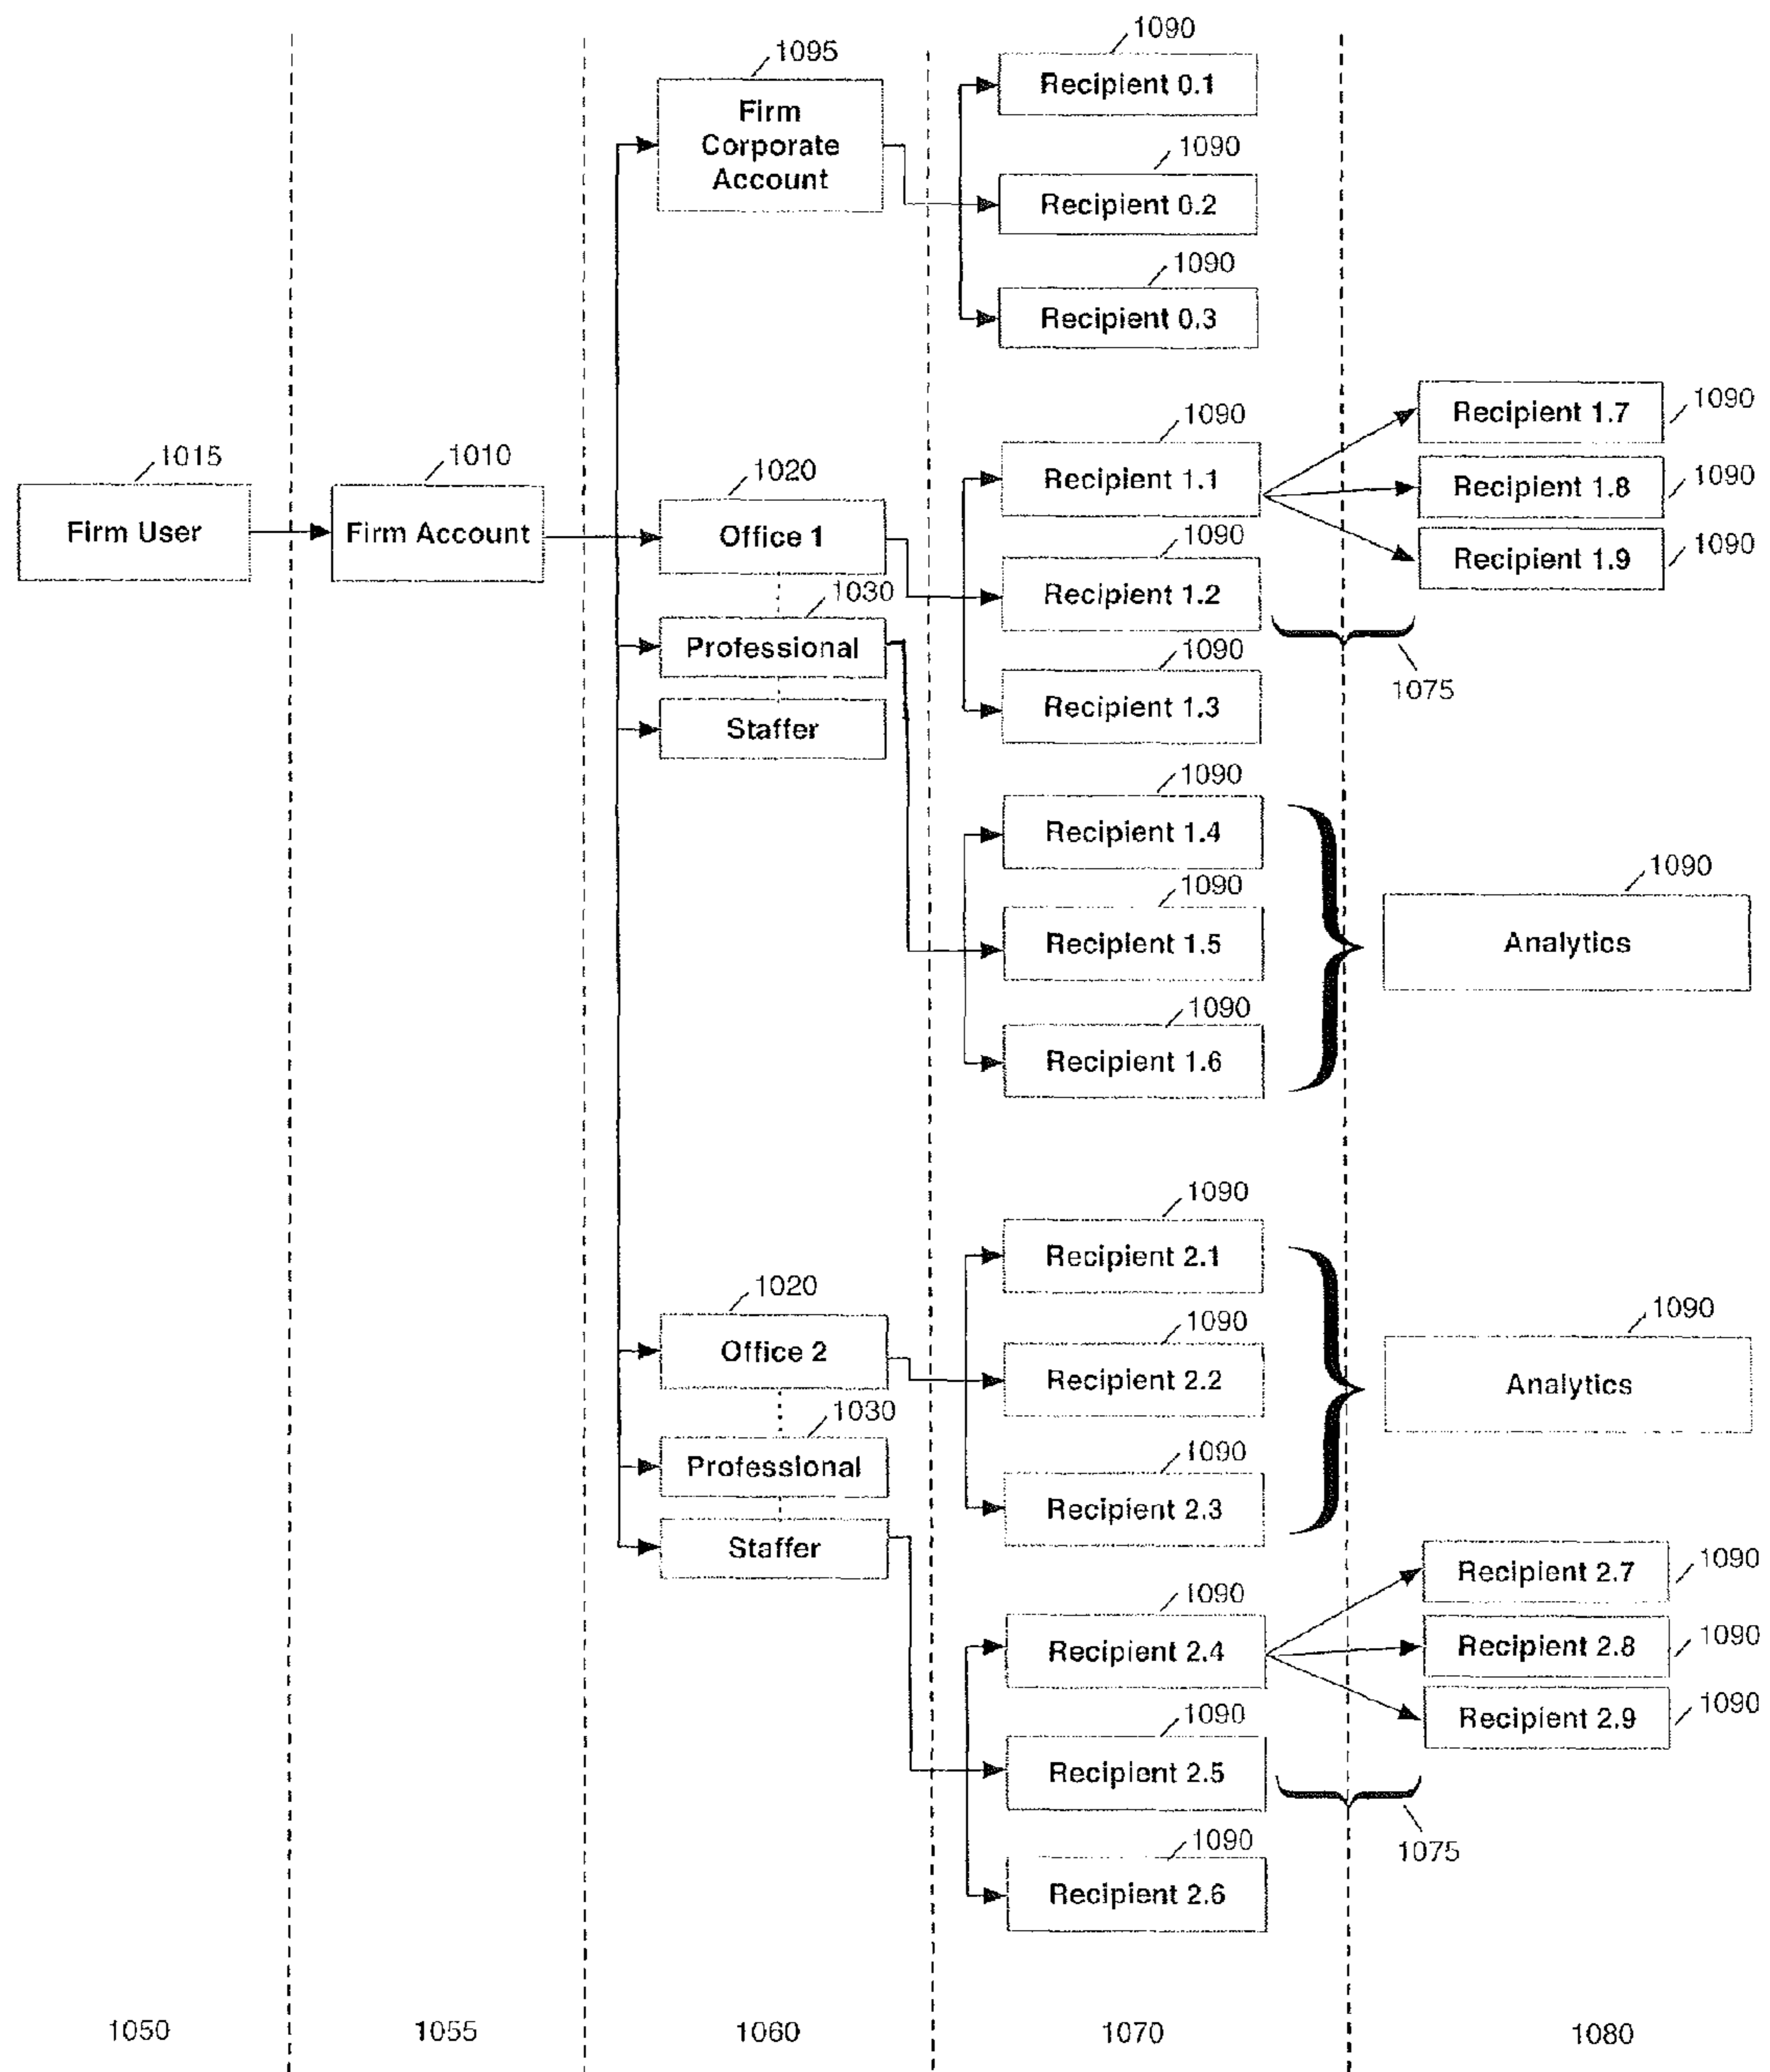 1090
1095
Recipient 0.1
Firm
Corporate
Account
1090
Recipient 0.2
1090
Recipient 0.3
1090
Recipient 1.7
1090
1015
1010
1020
Recipient 1.1
Recipient 1.8
1090
Firm User
Firm Account
Office 1
1090
Recipient 1.9
1090
1030
Recipient 1.2
Professional
1090
1075
Staffer
Recipient 1.3
1090
Recipient 1.4
1090
1090
Recipient 1.5
Analytics
1090
Recipient 1.6
1090
Recipient 2.1
1020
1090
1090
Office 2
Recipient 2.2
Analytics
1030
1090
Professional
Recipient 2.3
Staffer
Recipient 2.7
1090
1090
Recipient 2.4
Recipient 2.8
1090
1090
Recipient 2.9
1090
Recipient 2.5
1090
1075
Recipient 2.6
1050
1055
1060
1070
1080